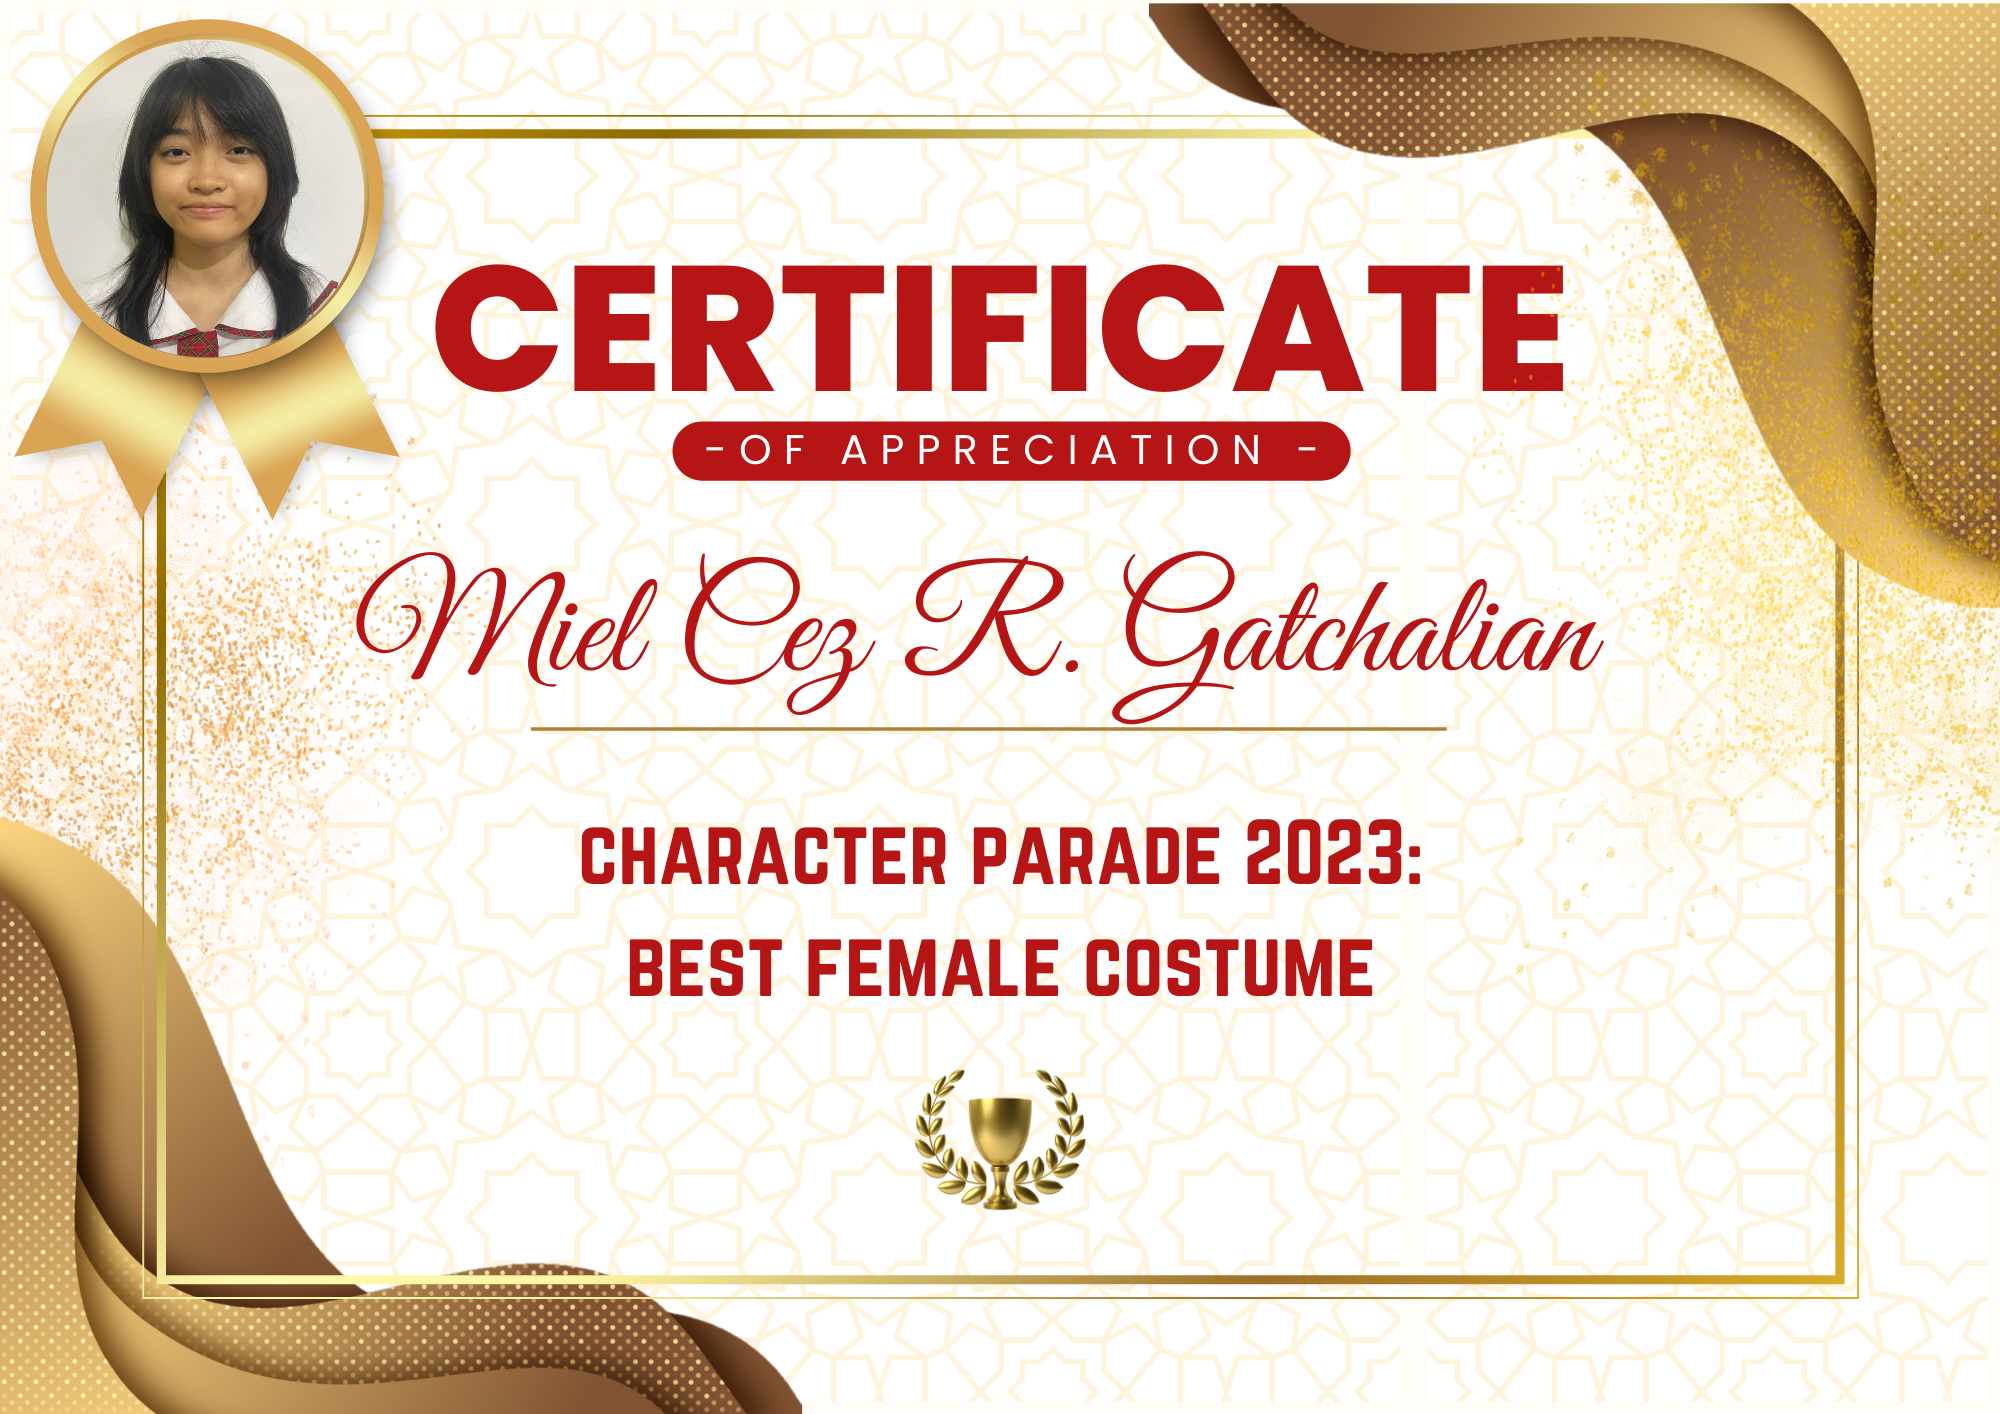 CERTIFICATE
-OF APPRECIATION -
Miel Cez R. Gatchalian
CHARACTER PARADE 2023:
BEST FEMALE COSTUME